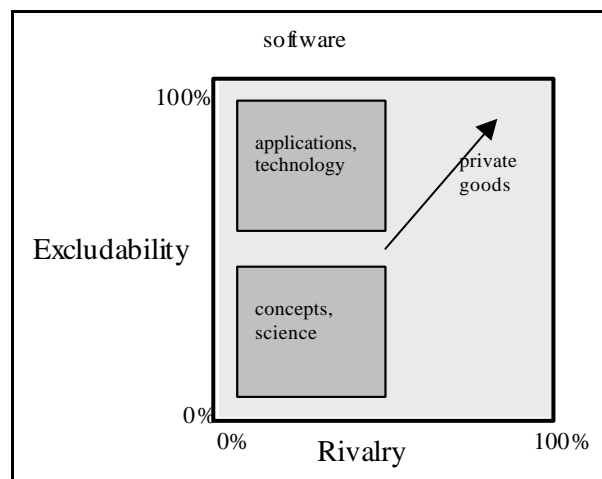 software
100%
applications,
technology
private
goods
Excludability
concepts,
science
0%
0%
Rivalry
100%